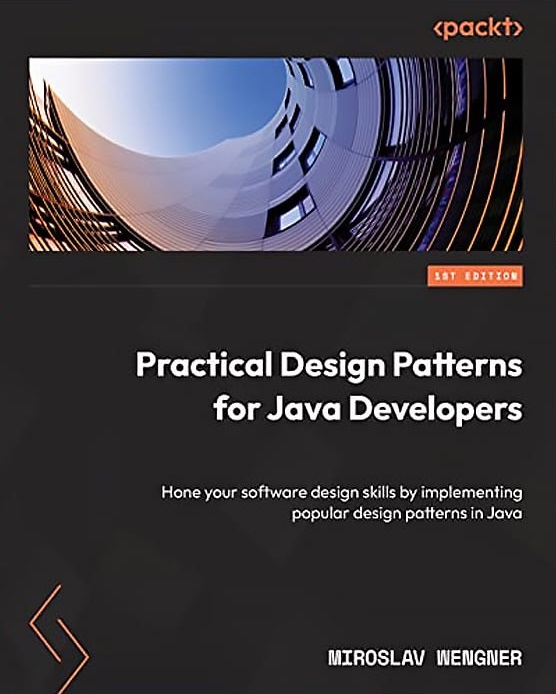 <packt>
1ST EDITION
Practical Design Patterns
for Java Developers
Hone your software design skills by implementing
popular design patterns in Java
MIROSLAV WENGNER